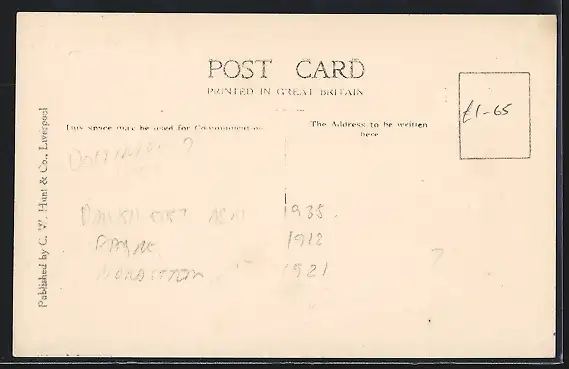 POST CARD
PRINTED IN GREAT BRITAIN
This space may be used for Communication
The Address to be written
here
£1-65
Published by C. W. Hunt & Co., Liverpool
?
1935
1912
1921
?